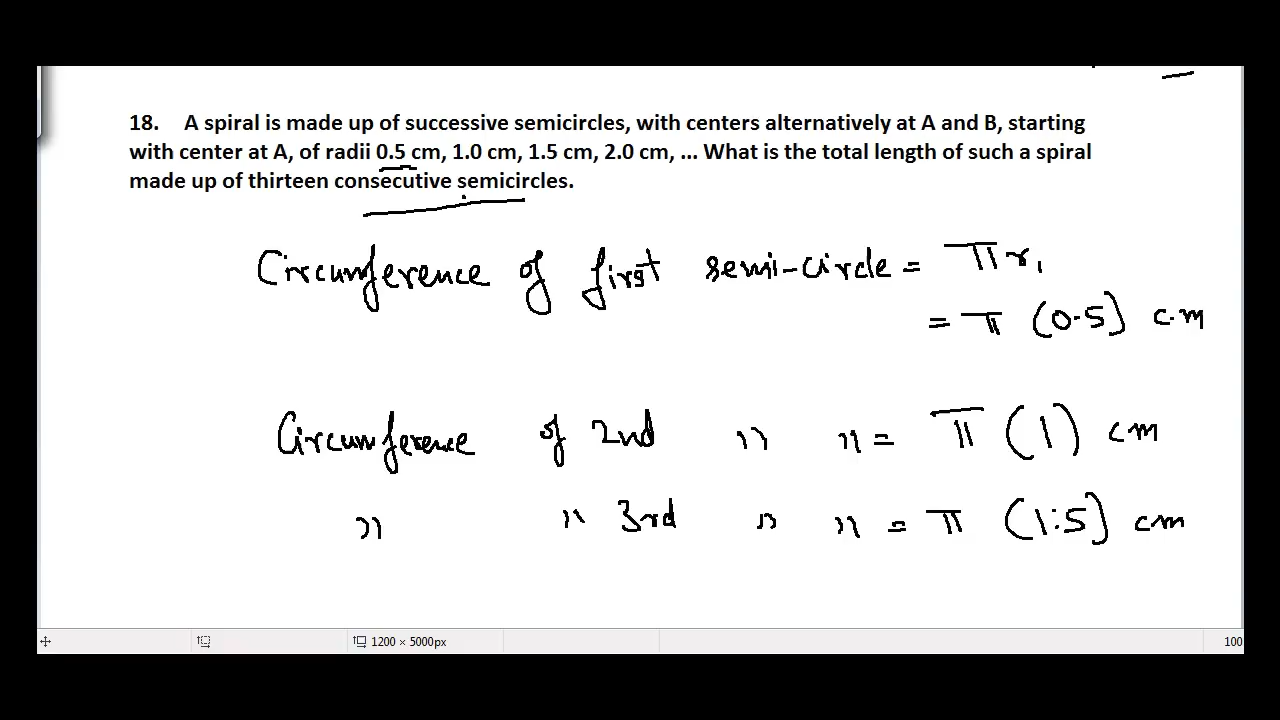 18. A spiral is made up of successive semicircles, with centers alternatively at A and B, starting
with center at A, of radii 0.5 cm, 1.0 cm, 1.5 cm, 2.0 cm, ... What is the total length of such a spiral
made up of thirteen consecutive semicircles.
Circumference of first semi-circle = πr₁
= π (0.5) c.m
Circumference of 2nd " " = π (1) cm
" " 3rd " " = π (1.5) cm
1200 × 5000px
100